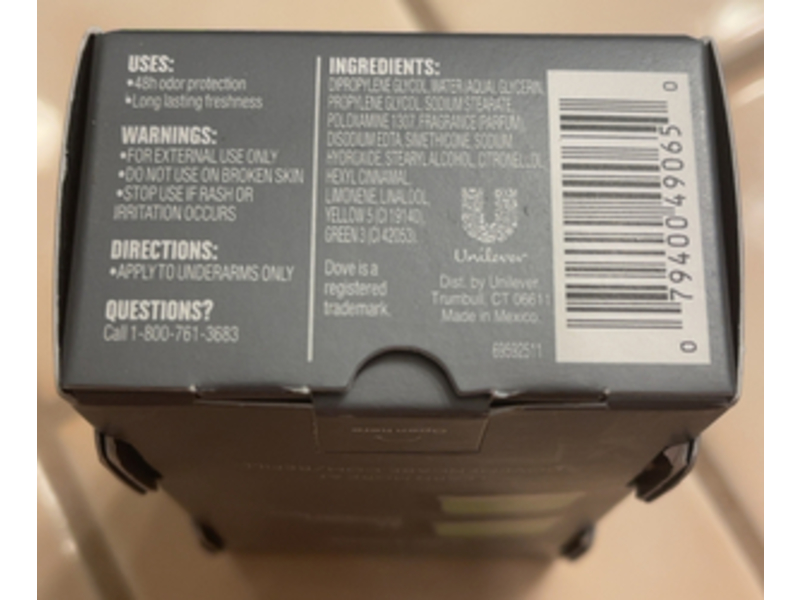 USES:
•48h odor protection
•Long lasting freshness
WARNINGS:
•FOR EXTERNAL USE ONLY
•DO NOT USE ON BROKEN SKIN
•STOP USE IF RASH OR
IRRITATION OCCURS
DIRECTIONS:
•APPLY TO UNDERARMS ONLY
QUESTIONS?
Call 1-800-761-3683
INGREDIENTS:
DIPROPYLENE GLYCOL, WATER (AQUA), GLYCERIN,
PROPYLENE GLYCOL, SODIUM STEARATE,
POLOXAMINE 1307, FRAGRANCE (PARFUM),
DISODIUM EDTA, SIMETHICONE, SODIUM
HYDROXIDE, STEARYL ALCOHOL, CITRONELLOL,
HEXYL CINNAMAL,
LIMONENE, LINALOOL,
YELLOW 5 (CI 19140),
GREEN 3 (CI 42053).
Dove is a
registered
trademark.
Unilever
Dist. by Unilever,
Trumbull, CT 06611
Made in Mexico.
69592511
0 79400 49065 0
Open here